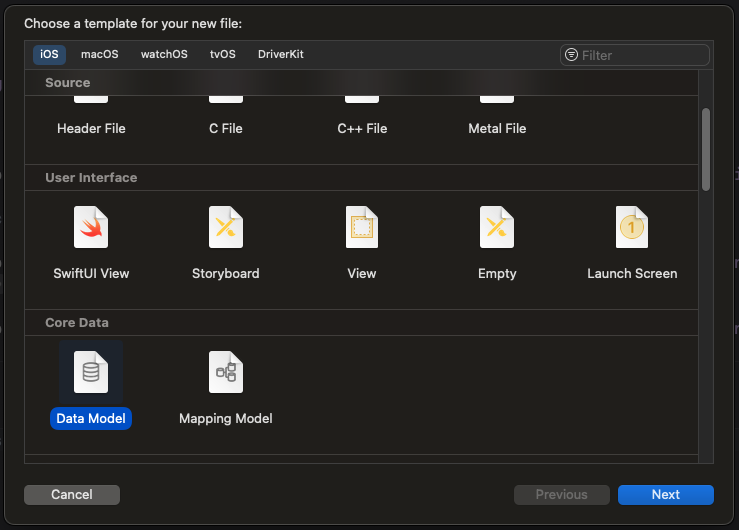 Choose a template for your new file:
iOS macOS watchOS tvOS DriverKit Filter
Source
Header File C File C++ File Metal File
User Interface
1
SwiftUI View Storyboard View Empty Launch Screen
Core Data
Data Model Mapping Model
Cancel Previous Next